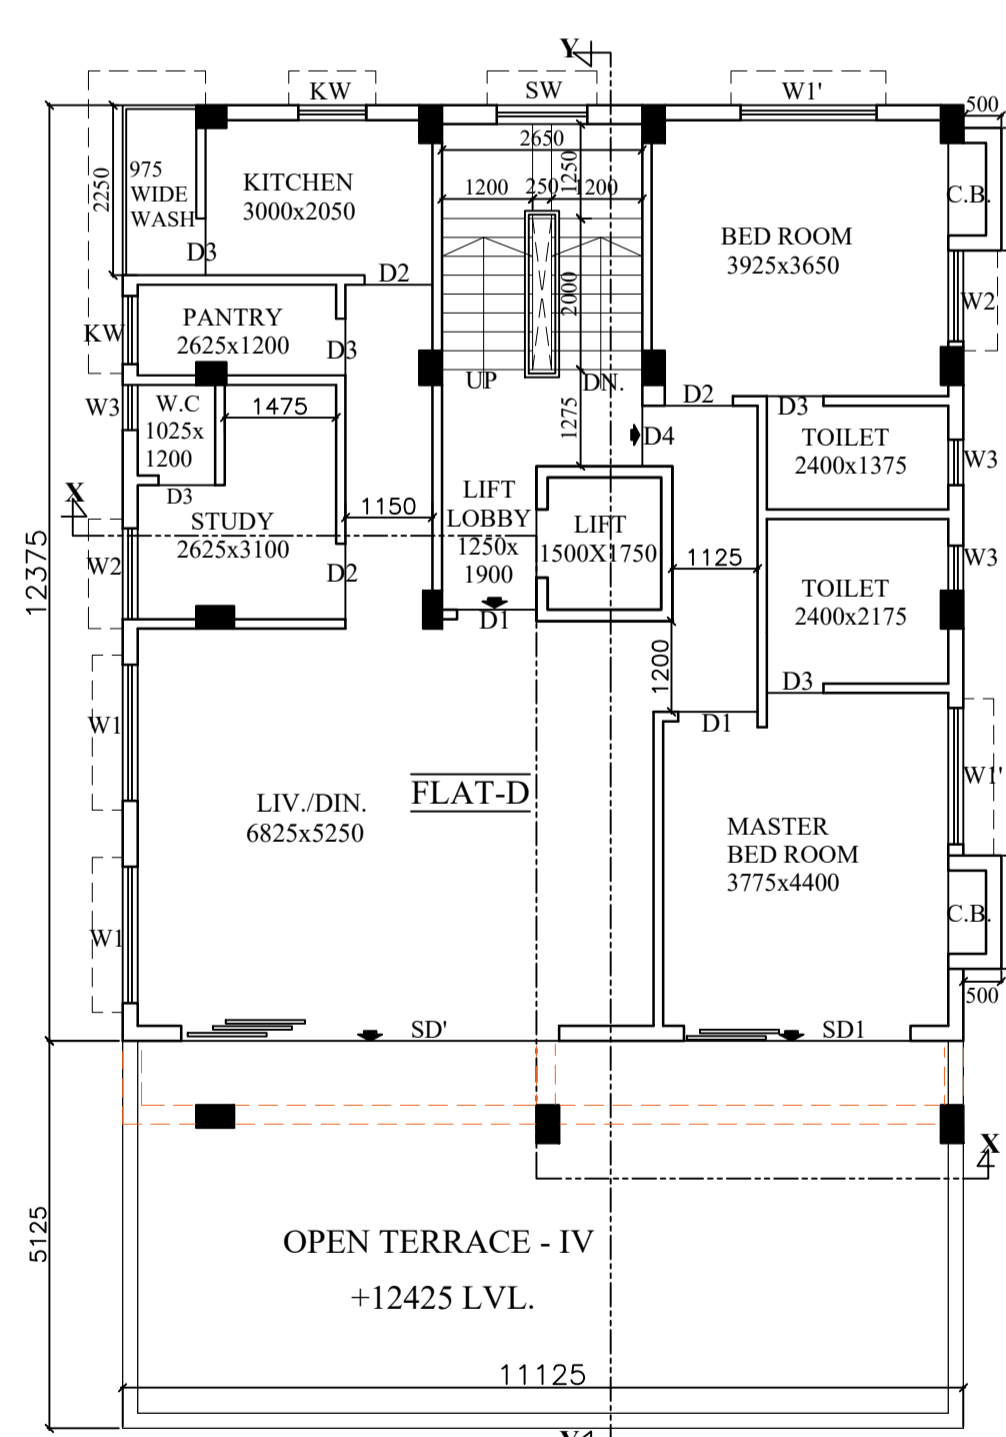 Y
KW
SW
W1'
500
2650
975
WIDE
WASH
2250
KITCHEN
3000x2050
1200
250
1200
1250
C.B.
D3
D2
BED ROOM
3925x3650
2000
W2
KW
PANTRY
2625x1200
D3
UP
DN.
W3
W.C
1025x
1200
1475
1275
D2
D3
D4
TOILET
2400x1375
W3
X
D3
STUDY
2625x3100
1150
LIFT
LOBBY
1250x
1900
LIFT
1500X1750
1125
W3
12375
W2
D2
TOILET
2400x2175
D1
1200
D3
W1
D1
W1'
FLAT-D
LIV./DIN.
6825x5250
MASTER
BED ROOM
3775x4400
W1
C.B.
500
SD'
SD1
X
5125
OPEN TERRACE - IV
+12425 LVL.
11125